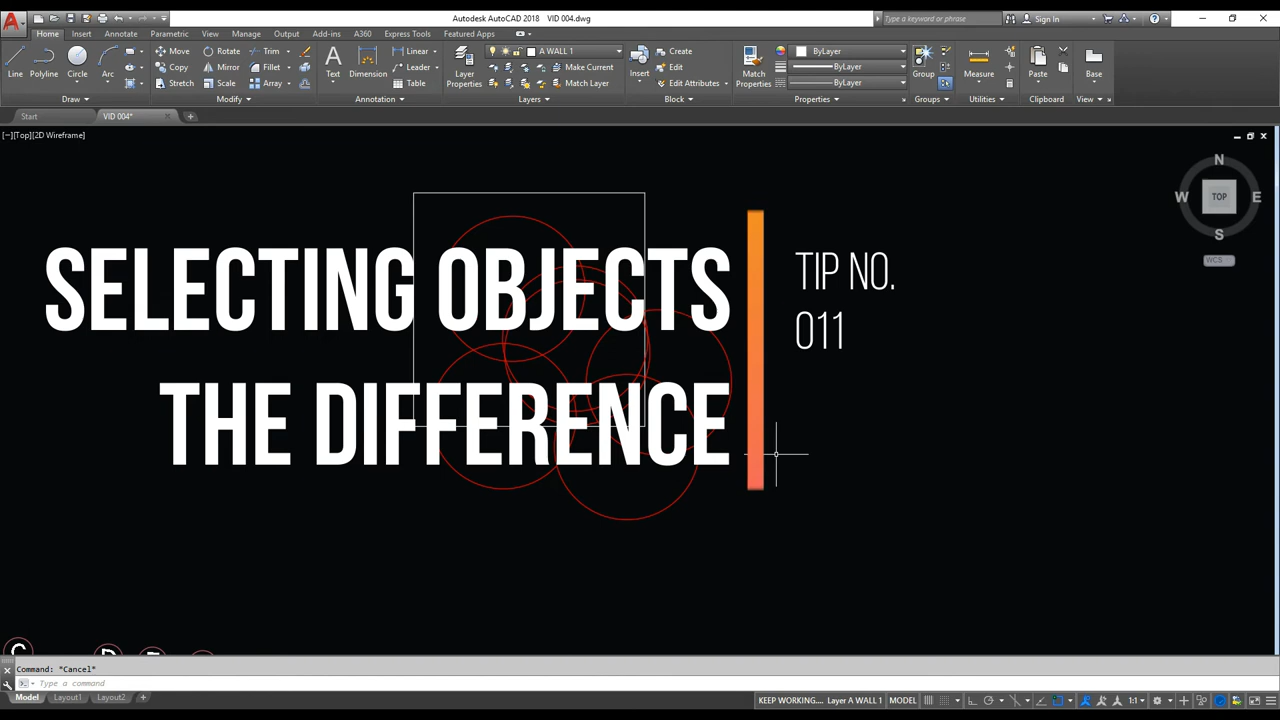 Autodesk AutoCAD 2018 VID 004.dwg
Type a keyword or phrase
Sign In
Home Insert Annotate Parametric View Manage Output Add-ins A360 Express Tools Featured Apps
Line
Polyline
Circle
Arc
Move
Rotate
Trim
Copy
Mirror
Fillet
Stretch
Scale
Array
Text
Dimension
Linear
Leader
Table
Layer
Properties
A WALL 1
Make Current
Match Layer
Insert
Create
Edit
Edit Attributes
Match
Properties
ByLayer
ByLayer
ByLayer
Group
Measure
Paste
Base
Draw Modify Annotation Layers Block Properties Groups Utilities Clipboard View
Start VID 004*
[−][Top][2D Wireframe]
N
W TOP E
S
WCS
SELECTING OBJECTS
THE DIFFERENCE
TIP NO.
011
Command: *Cancel*
Type a command
Model Layout1 Layout2
KEEP WORKING.... Layer A WALL 1 MODEL
1:1